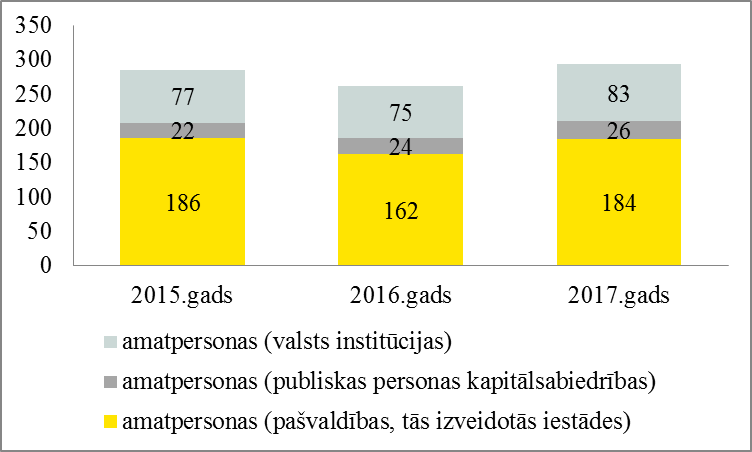 350
300
250
200
150
100
50
0
77
75
83
22
24
26
186
162
184
2015.gads
2016.gads
2017.gads
amatpersonas (valsts institūcijas)
amatpersonas (publiskas personas kapitālsabiedrības)
amatpersonas (pašvaldības, tās izveidotās iestādes)